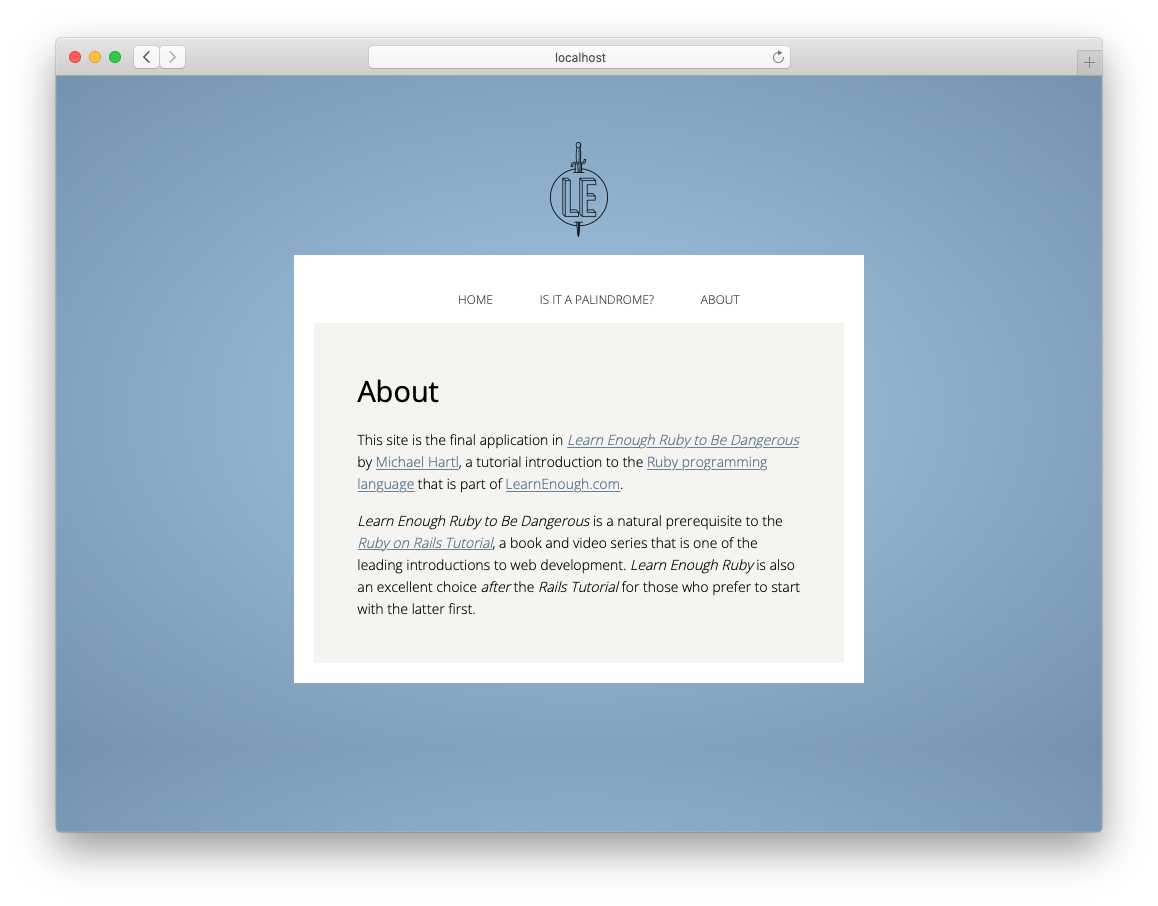 localhost
LE
HOME IS IT A PALINDROME? ABOUT
About
This site is the final application in Learn Enough Ruby to Be Dangerous
by Michael Hartl, a tutorial introduction to the Ruby programming
language that is part of LearnEnough.com.
Learn Enough Ruby to Be Dangerous is a natural prerequisite to the
Ruby on Rails Tutorial, a book and video series that is one of the
leading introductions to web development. Learn Enough Ruby is also
an excellent choice after the Rails Tutorial for those who prefer to start
with the latter first.